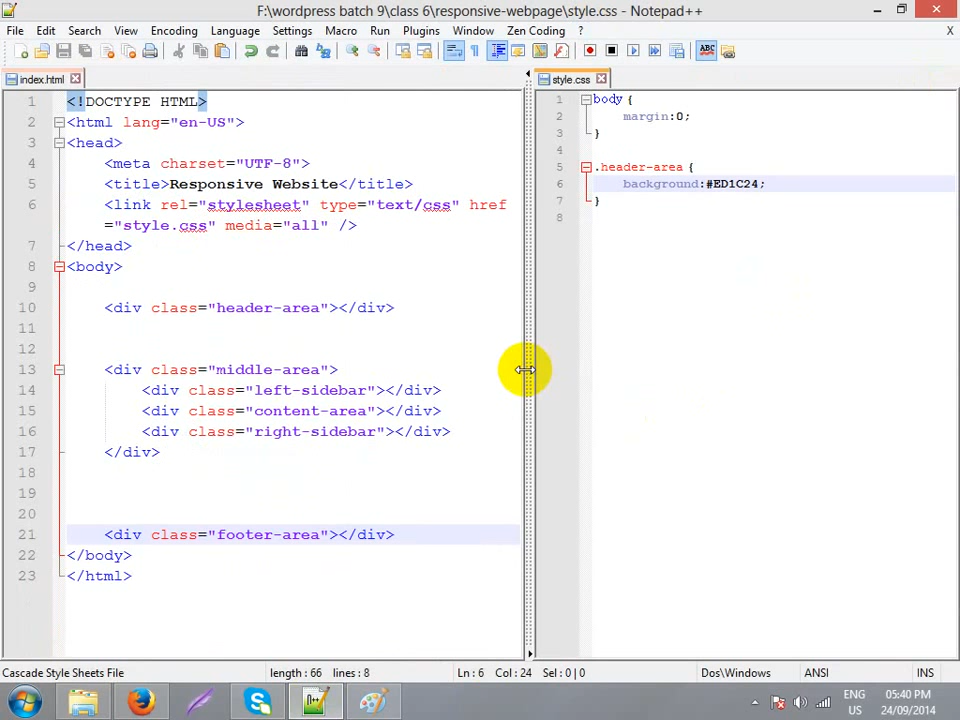 F:\wordpress batch 9\class 6\responsive-webpage\style.css - Notepad++
File Edit Search View Encoding Language Settings Macro Run Plugins Window Zen Coding ? X
index.html
1 <!DOCTYPE HTML>
2 <html lang="en-US">
3 <head>
4 <meta charset="UTF-8">
5 <title>Responsive Website</title>
6 <link rel="stylesheet" type="text/css" href
="style.css" media="all" />
7 </head>
8 <body>
9
10 <div class="header-area"></div>
11
12
13 <div class="middle-area">
14 <div class="left-sidebar"></div>
15 <div class="content-area"></div>
16 <div class="right-sidebar"></div>
17 </div>
18
19
20
21 <div class="footer-area"></div>
22 </body>
23 </html>
style.css
1 body {
2 margin:0;
3 }
4
5 .header-area {
6 background:#ED1C24;
7 }
8
Cascade Style Sheets File length : 66 lines : 8 Ln : 6 Col : 24 Sel : 0 | 0 Dos\Windows ANSI INS
ENG
US
05:40 PM
24/09/2014